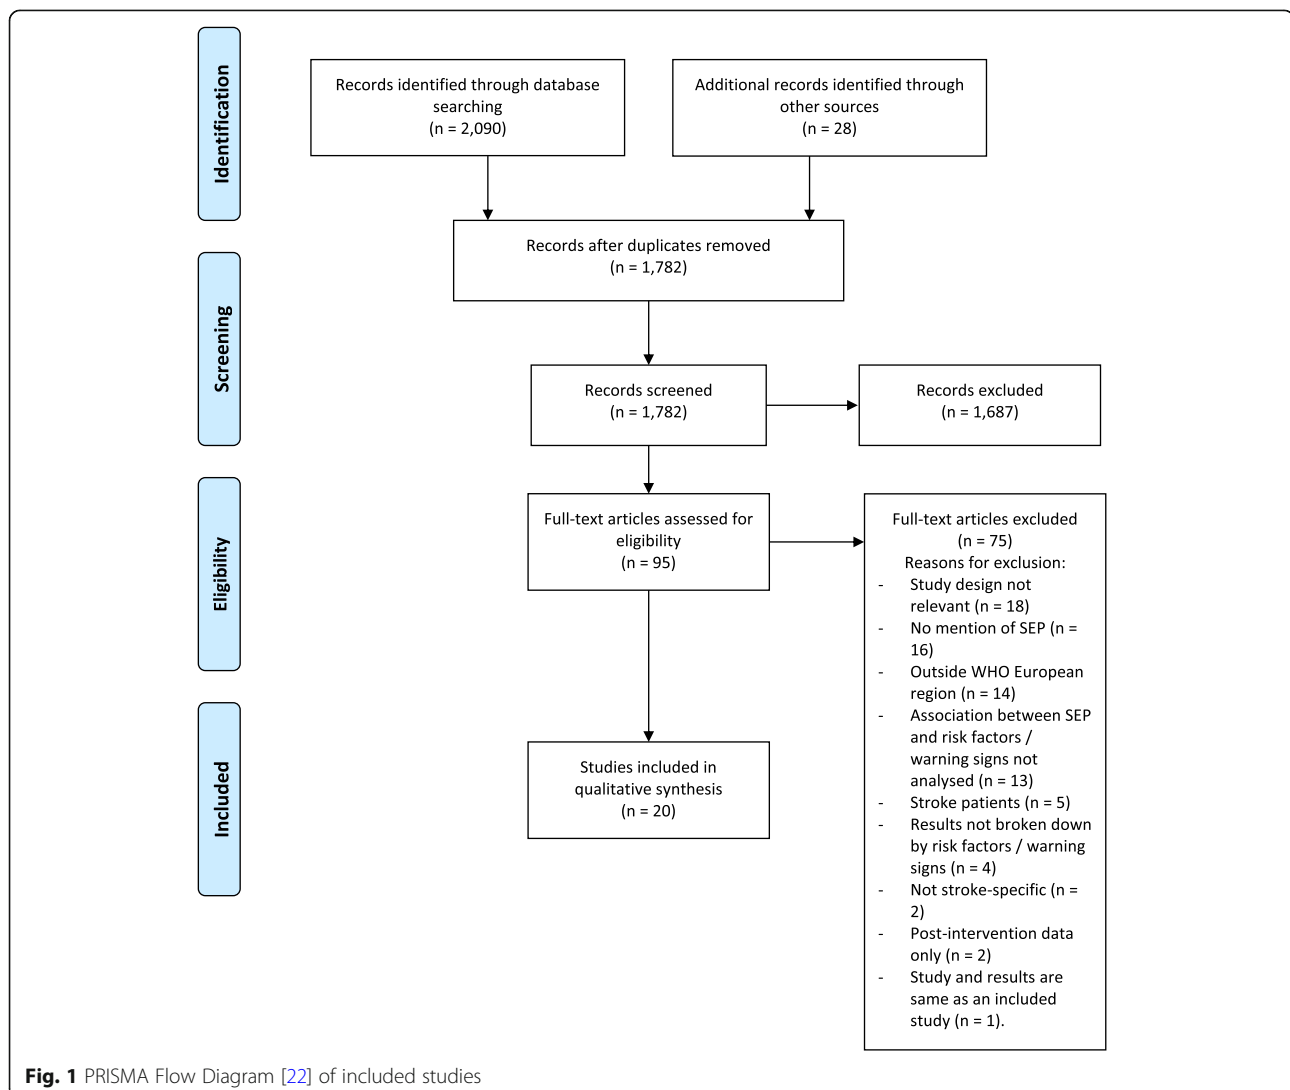 Identification
Records identified through database
searching
(n = 2,090)
Additional records identified through
other sources
(n = 28)
Records after duplicates removed
(n = 1,782)
Screening
Records screened
(n = 1,782)
Records excluded
(n = 1,687)
Eligibility
Full-text articles assessed for
eligibility
(n = 95)
Full-text articles excluded
(n = 75)
Reasons for exclusion:
- Study design not
relevant (n = 18)
- No mention of SEP (n =
16)
- Outside WHO European
region (n = 14)
- Association between SEP
and risk factors /
warning signs not
analysed (n = 13)
- Stroke patients (n = 5)
- Results not broken down
by risk factors / warning
signs (n = 4)
- Not stroke-specific (n =
2)
- Post-intervention data
only (n = 2)
- Study and results are
same as an included
study (n = 1).
Included
Studies included in
qualitative synthesis
(n = 20)
Fig. 1 PRISMA Flow Diagram [22] of included studies